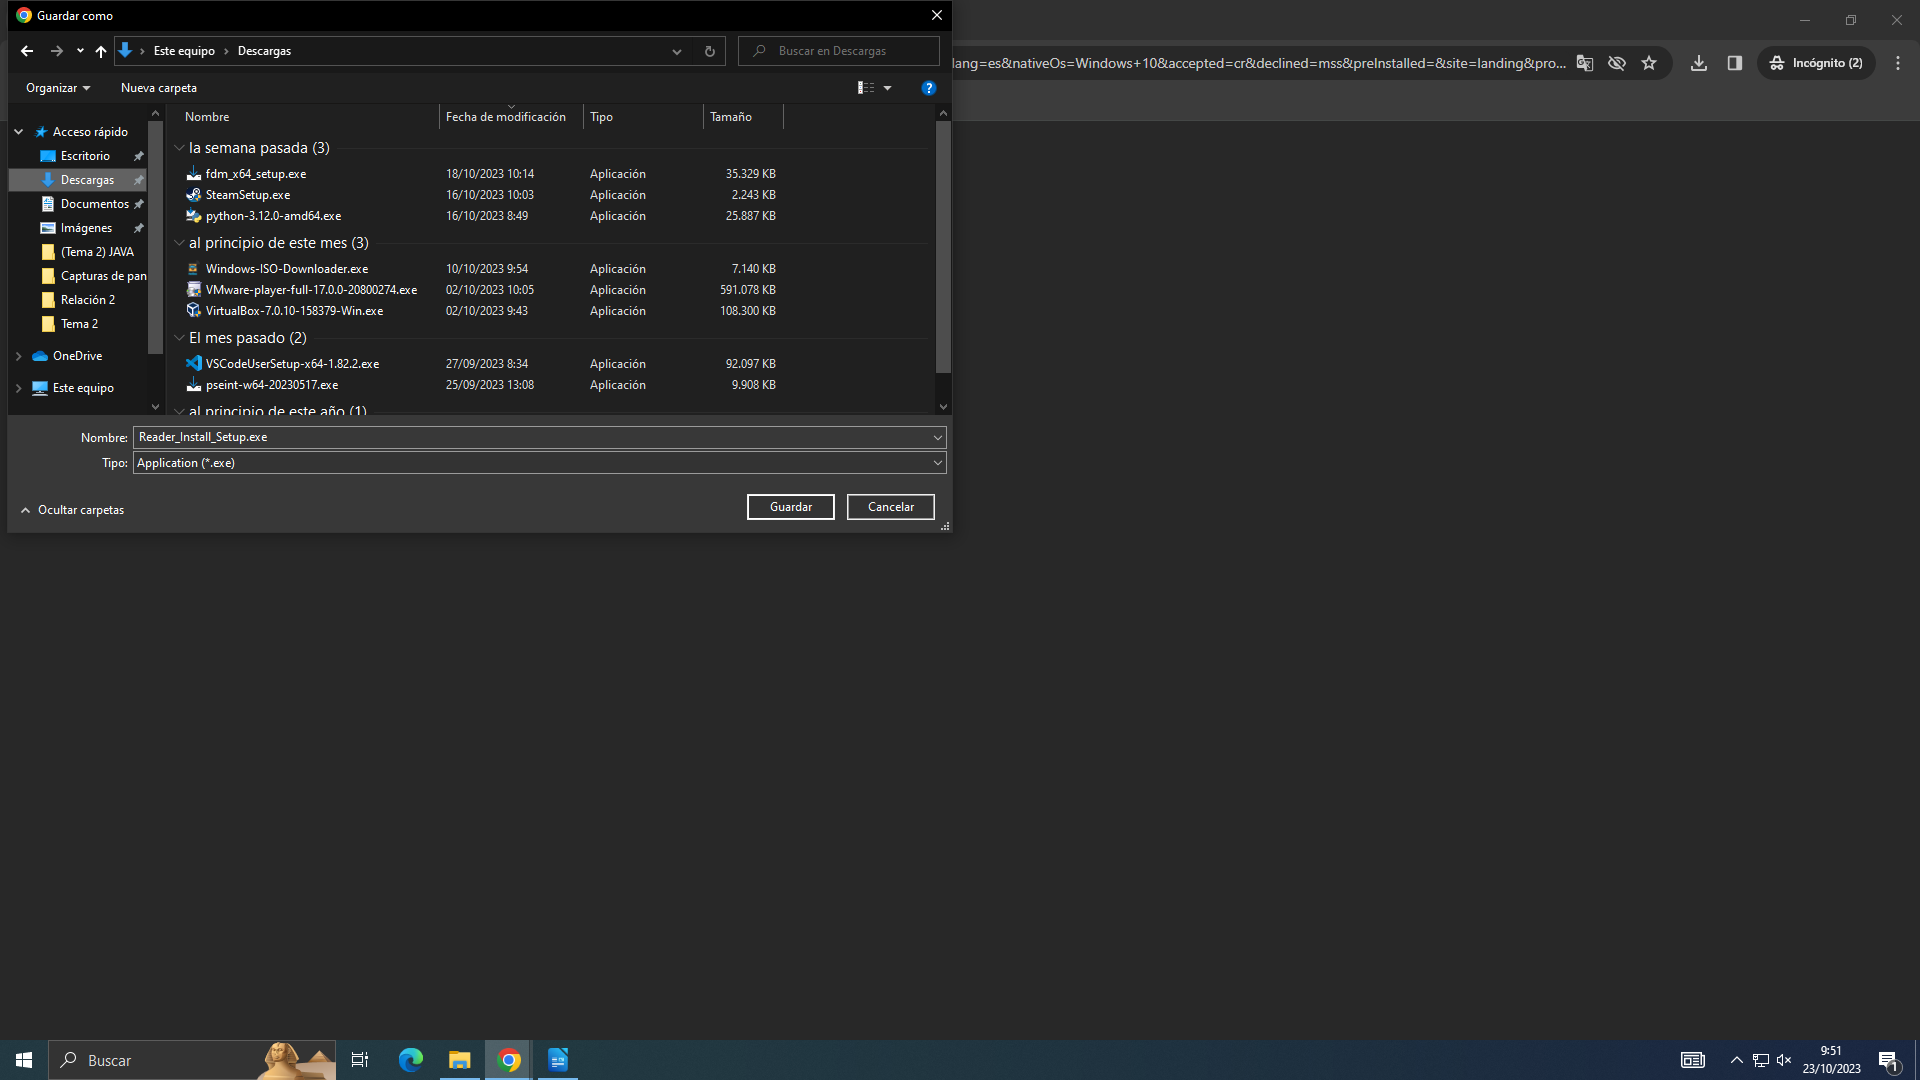 Guardar como
Este equipo > Descargas
Buscar en Descargas
lang=es&nativeOs=Windows+10&accepted=cr&declined=mss&preInstalled=&site=landing&pro...
Incógnito (2)
Organizar
Nueva carpeta
Acceso rápido
Escritorio
Descargas
Documentos
Imágenes
(Tema 2) JAVA
Capturas de pan
Relación 2
Tema 2
OneDrive
Este equipo
Nombre Fecha de modificación Tipo Tamaño
la semana pasada (3)
fdm_x64_setup.exe 18/10/2023 10:14 Aplicación 35.329 KB
SteamSetup.exe 16/10/2023 10:03 Aplicación 2.243 KB
python-3.12.0-amd64.exe 16/10/2023 8:49 Aplicación 25.887 KB
al principio de este mes (3)
Windows-ISO-Downloader.exe 10/10/2023 9:54 Aplicación 7.140 KB
VMware-player-full-17.0.0-20800274.exe 02/10/2023 10:05 Aplicación 591.078 KB
VirtualBox-7.0.10-158379-Win.exe 02/10/2023 9:43 Aplicación 108.300 KB
El mes pasado (2)
VSCodeUserSetup-x64-1.82.2.exe 27/09/2023 8:34 Aplicación 92.097 KB
pseint-w64-20230517.exe 25/09/2023 13:08 Aplicación 9.908 KB
al principio de este año (1)
Nombre: Reader_Install_Setup.exe
Tipo: Application (*.exe)
Ocultar carpetas
Guardar
Cancelar
Buscar
9:51
23/10/2023
1